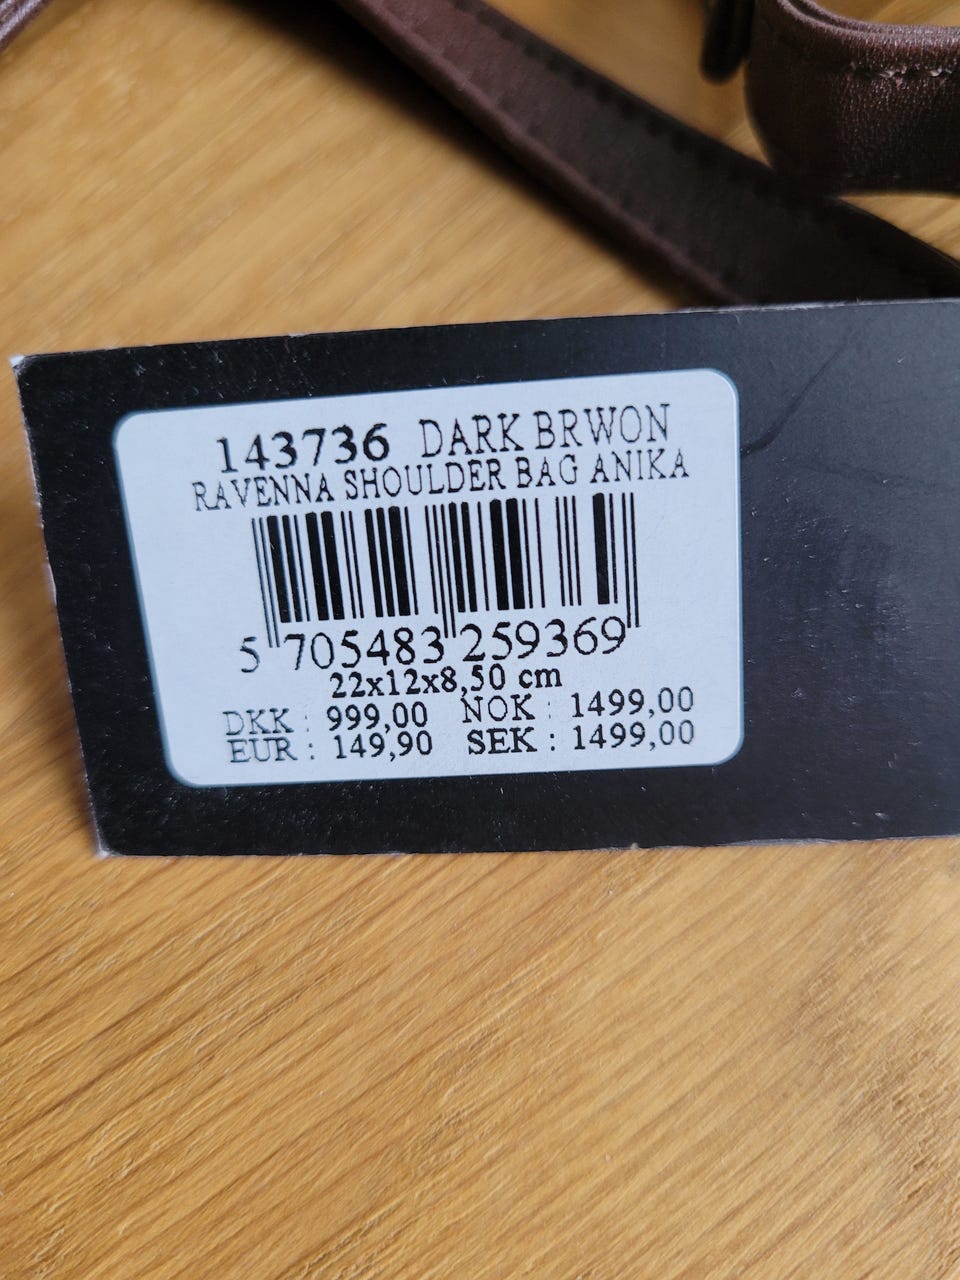 143736 DARK BRWON
RAVENNA SHOULDER BAG ANIKA
5 705483 259369
22x12x8,50 cm
DKK : 999,00 NOK : 1499,00
EUR : 149,90 SEK : 1499,00